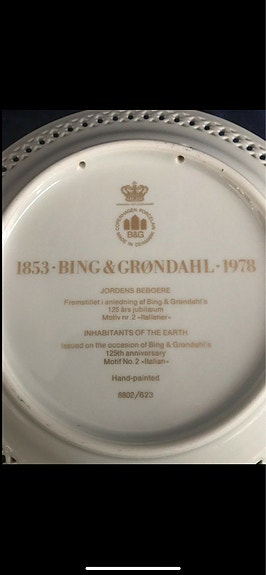 COPENHAGEN PORCELAIN
B&G
MADE IN DENMARK
1853 · BING & GRØNDAHL · 1978
JORDENS BEBOERE
Fremstillet i anledning af Bing & Grøndahl's
125 års jubilæum
Motiv nr. 2 »Italiener«
INHABITANTS OF THE EARTH
Issued on the occasion of Bing & Grøndahl's
125th anniversary
Motif No. 2 »Italian«
Hand-painted
8802/623